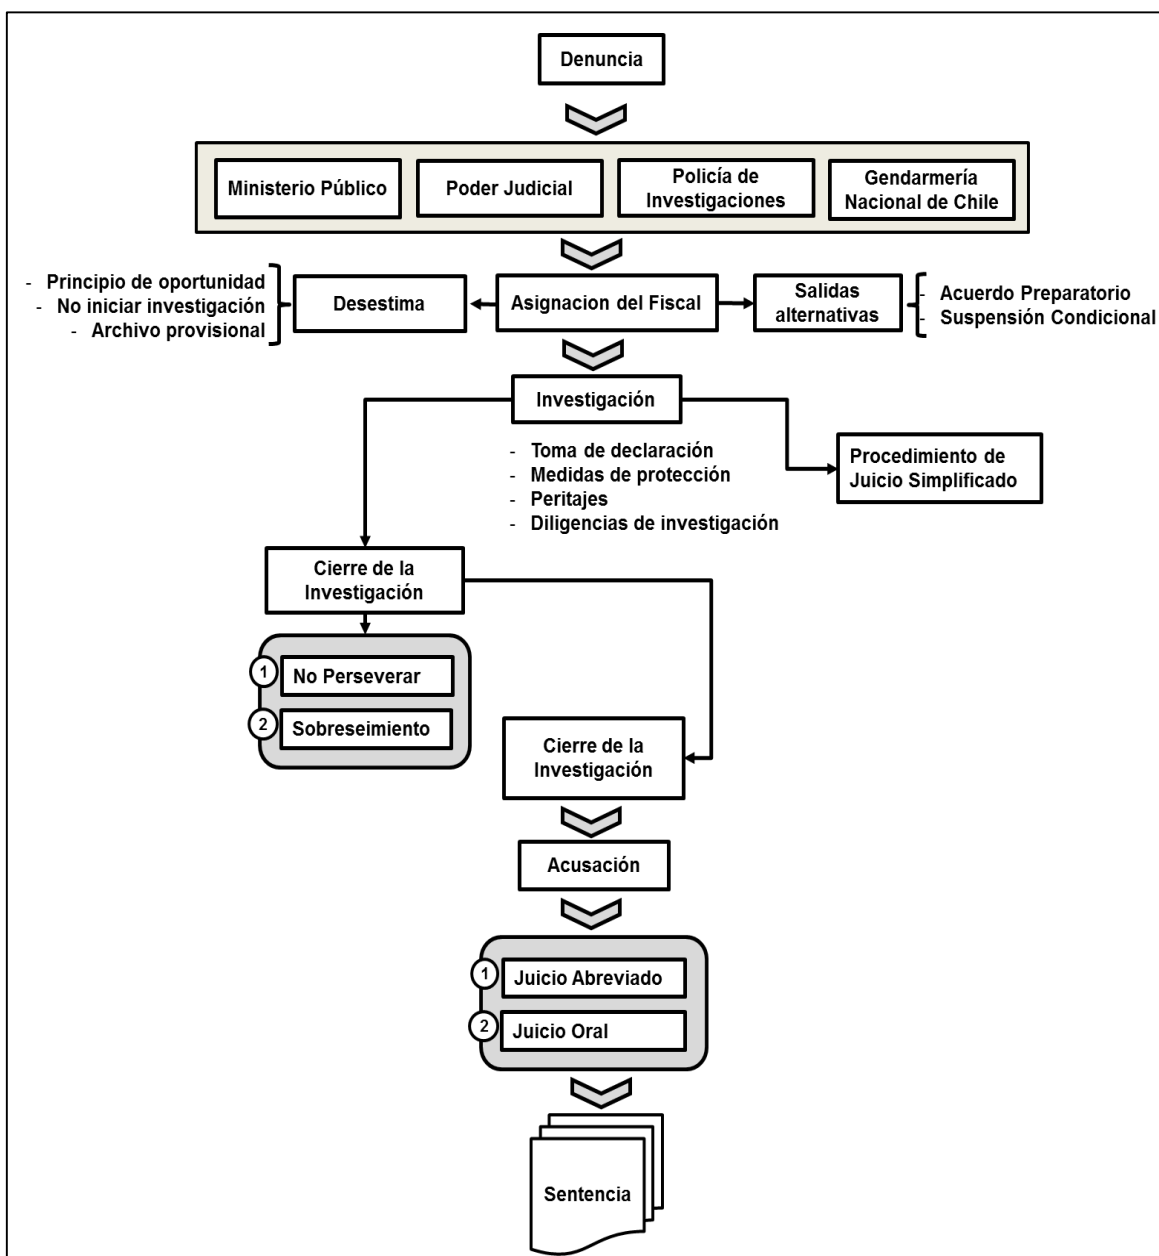 Denuncia
Ministerio Público
Poder Judicial
Policía de
Investigaciones
Gendarmería
Nacional de Chile
- Principio de oportunidad
- No iniciar investigación
- Archivo provisional
Desestima
Asignacion del Fiscal
Salidas
alternativas
- Acuerdo Preparatorio
- Suspensión Condicional
Investigación
- Toma de declaración
- Medidas de protección
- Peritajes
- Diligencias de investigación
Procedimiento de
Juicio Simplificado
Cierre de la
Investigación
1 No Perseverar
2 Sobreseimiento
Cierre de la
Investigación
Acusación
1 Juicio Abreviado
2 Juicio Oral
Sentencia